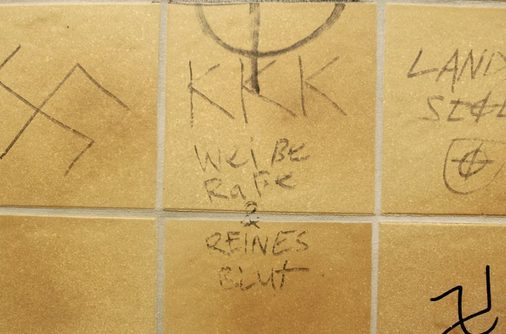 KKK
WeißE
Raße
&
REINES
BLUt